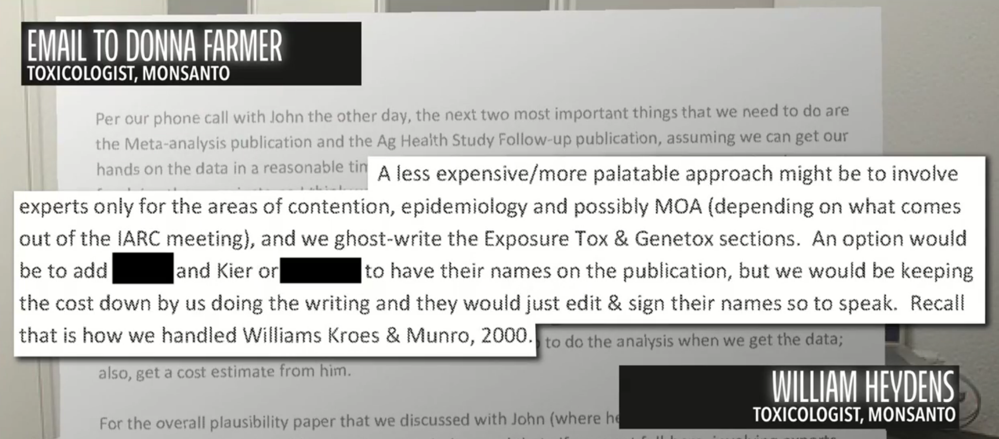 EMAIL TO DONNA FARMER
TOXICOLOGIST, MONSANTO
Per our phone call with John the other day, the next two most important things that we need to do are
the Meta-analysis publication and the Ag Health Study Follow-up publication, assuming we can get our
hands on the data in a reasonable
A less expensive/more palatable approach might be to involve
experts only for the areas of contention, epidemiology and possibly MOA (depending on what comes
out of the IARC meeting), and we ghost-write the Exposure Tox & Genetox sections. An option would
be to add and Kier or to have their names on the publication, but we would be keeping
the cost down by us doing the writing and they would just edit & sign their names so to speak. Recall
that is how we handled Williams Kroes & Munro, 2000.
to do the analysis when we get the data;
also, get a cost estimate from him.
WILLIAM HEYDENS
TOXICOLOGIST, MONSANTO
For the overall plausibility paper that we discussed with John (where